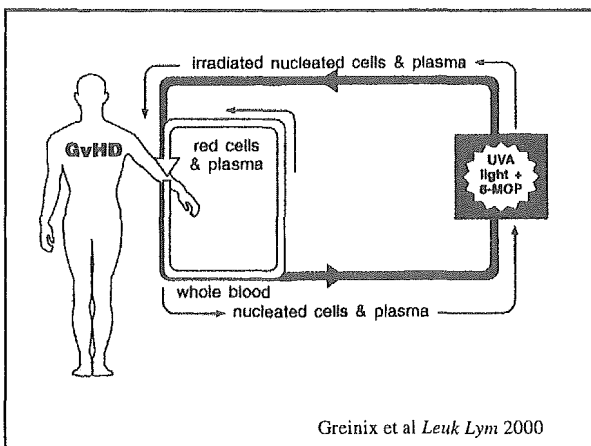 irradiated nucleated cells & plasma
GvHD
red cells
& plasma
UVA
light +
8-MOP
whole blood
nucleated cells & plasma
Greinix et al Leuk Lym 2000